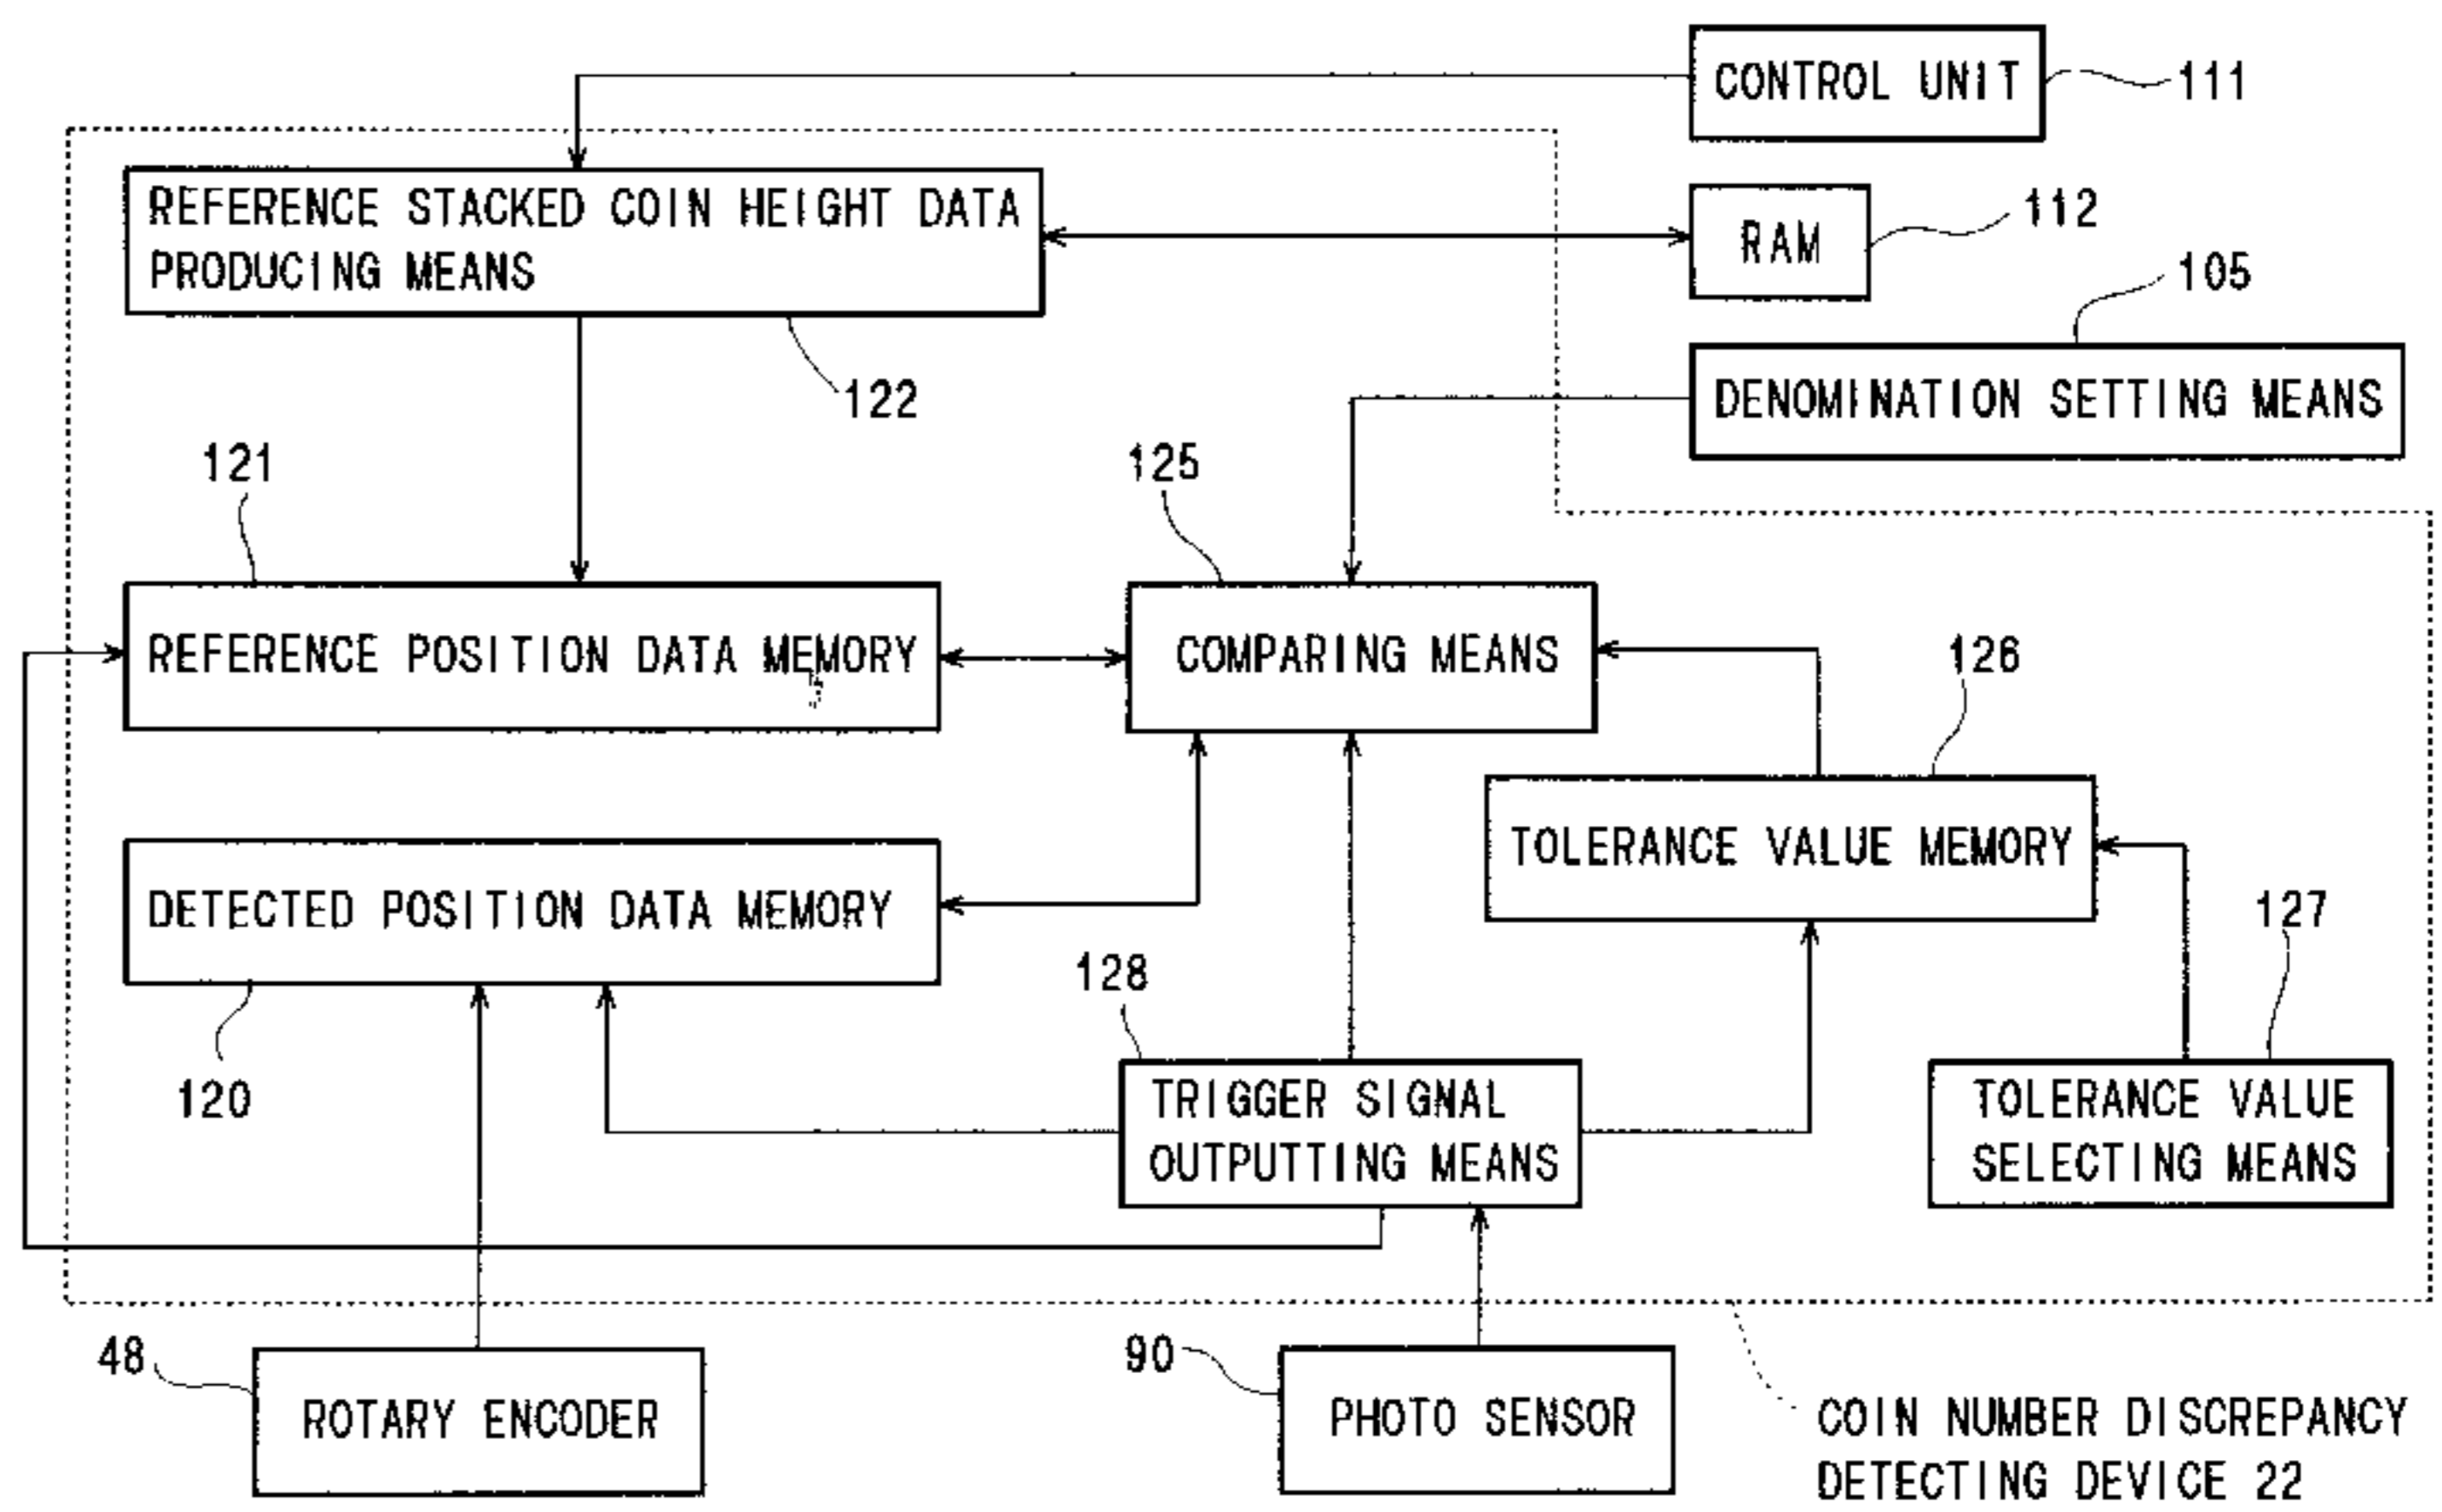 CONTROL UNIT
111
REFERENCE STACKED COIN HEIGHT DATA
PRODUCING MEANS
122
RAM
112
105
DENOMINATION SETTING MEANS
121
REFERENCE POSITION DATA MEMORY
125
COMPARING MEANS
126
TOLERANCE VALUE MEMORY
DETECTED POSITION DATA MEMORY
120
128
TRIGGER SIGNAL
OUTPUTTING MEANS
127
TOLERANCE VALUE
SELECTING MEANS
48
ROTARY ENCODER
90
PHOTO SENSOR
COIN NUMBER DISCREPANCY
DETECTING DEVICE 22